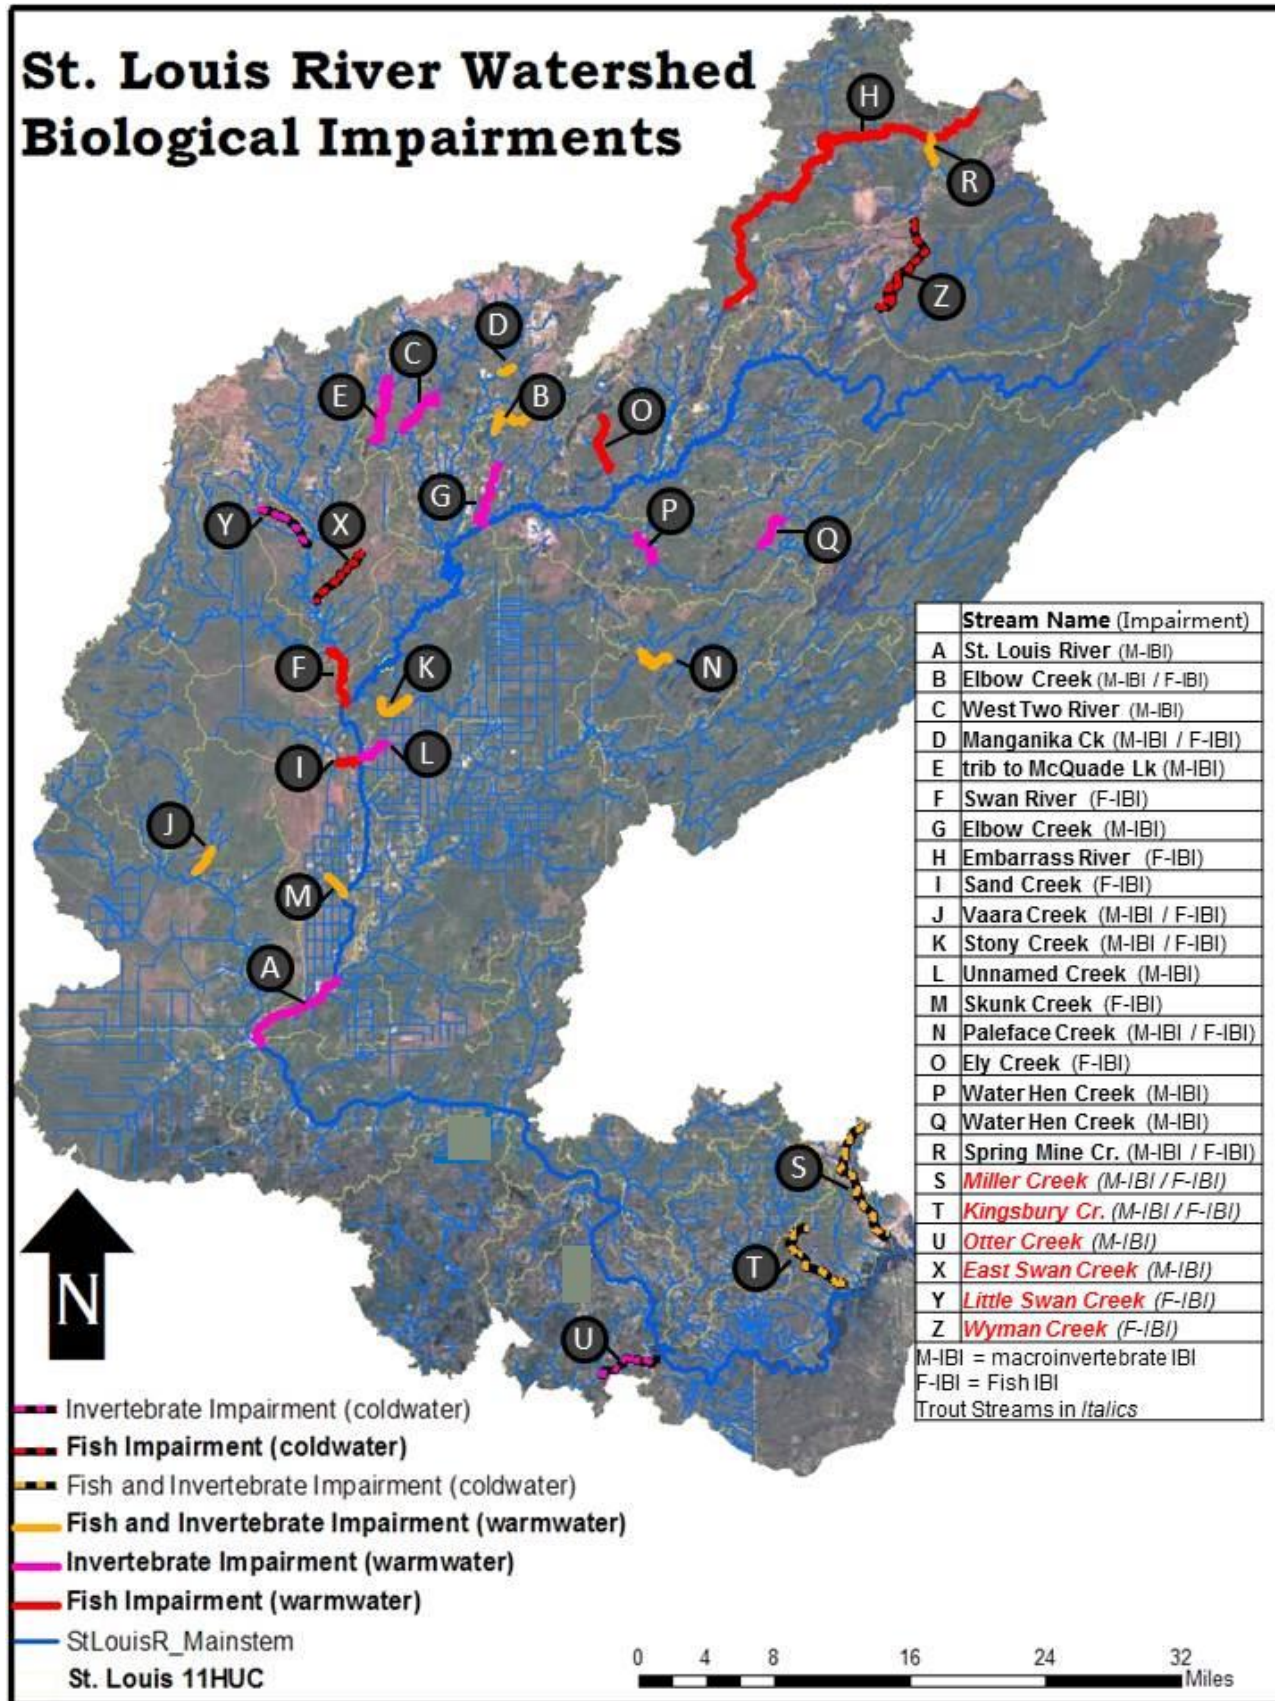 St. Louis River Watershed
Biological Impairments
H
R
Z
D
C
E
B
O
G
P
Y
X
Q
F
K
N
I
L
J
M
A
S
T
U
N
Stream Name (Impairment)
A St. Louis River (M-IBI)
B Elbow Creek (M-IBI / F-IBI)
C West Two River (M-IBI)
D Manganika Ck (M-IBI / F-IBI)
E trib to McQuade Lk (M-IBI)
F Swan River (F-IBI)
G Elbow Creek (M-IBI)
H Embarrass River (F-IBI)
I Sand Creek (F-IBI)
J Vaara Creek (M-IBI / F-IBI)
K Stony Creek (M-IBI / F-IBI)
L Unnamed Creek (M-IBI)
M Skunk Creek (F-IBI)
N Paleface Creek (M-IBI / F-IBI)
O Ely Creek (F-IBI)
P Water Hen Creek (M-IBI)
Q Water Hen Creek (M-IBI)
R Spring Mine Cr. (M-IBI / F-IBI)
S Miller Creek (M-IBI / F-IBI)
T Kingsbury Cr. (M-IBI / F-IBI)
U Otter Creek (M-IBI)
X East Swan Creek (M-IBI)
Y Little Swan Creek (F-IBI)
Z Wyman Creek (F-IBI)
M-IBI = macroinvertebrate IBI
F-IBI = Fish IBI
Trout Streams in Italics
Invertebrate Impairment (coldwater)
Fish Impairment (coldwater)
Fish and Invertebrate Impairment (coldwater)
Fish and Invertebrate Impairment (warmwater)
Invertebrate Impairment (warmwater)
Fish Impairment (warmwater)
StLouisR_Mainstem
St. Louis 11HUC
0 4 8 16 24 32
Miles